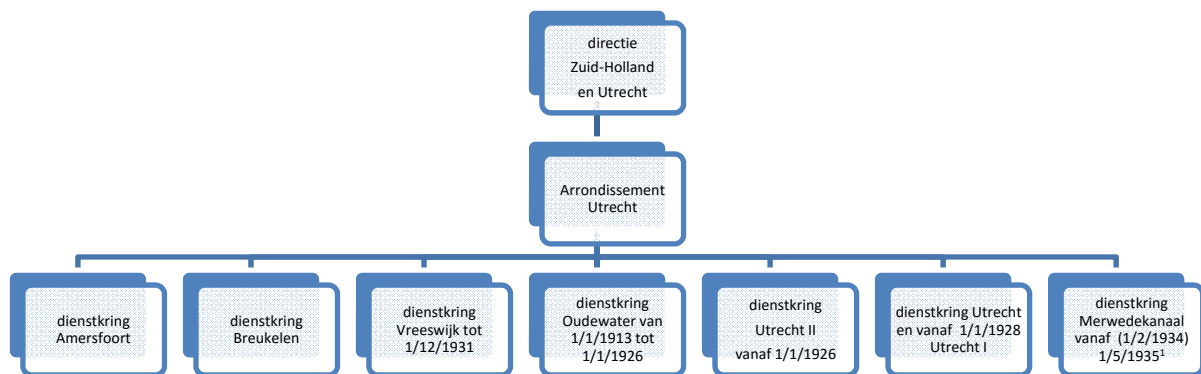 directie
Zuid-Holland
en Utrecht
Arrondissement
Utrecht
dienstkring
Amersfoort
dienstkring
Breukelen
dienstkring
Vreeswijk tot
1/12/1931
dienstkring
Oudewater van
1/1/1913 tot
1/1/1926
dienstkring
Utrecht II
vanaf 1/1/1926
dienstkring Utrecht
en vanaf 1/1/1928
Utrecht I
dienstkring
Merwedekanaal
vanaf (1/2/1934)
1/5/1935¹